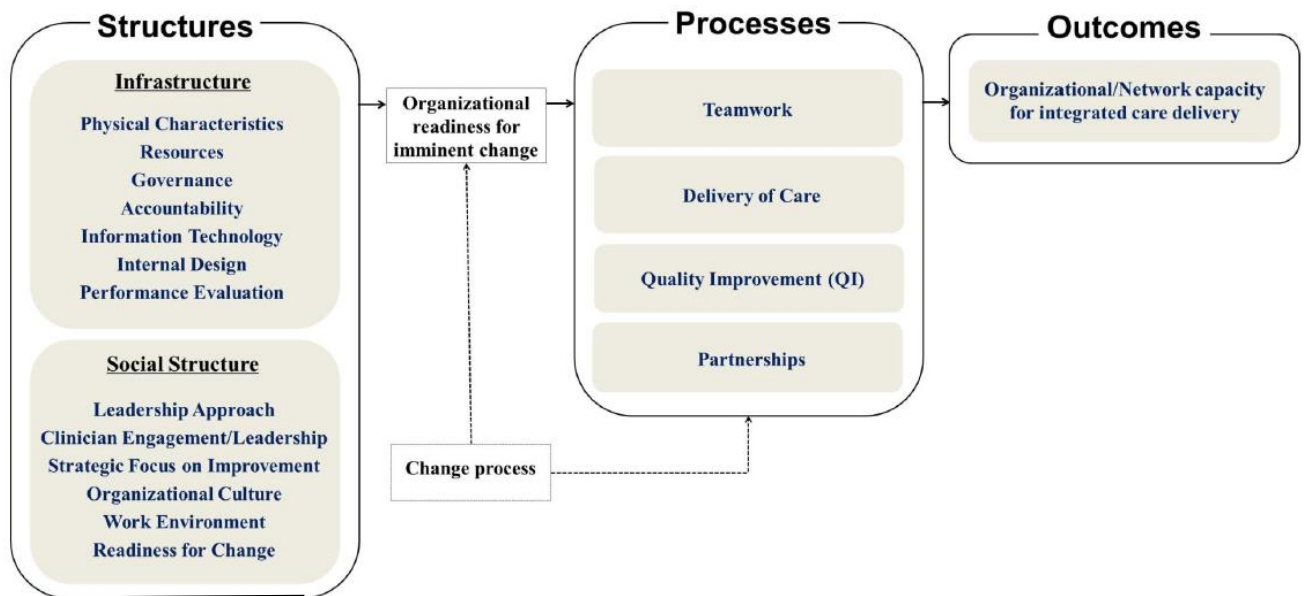 Structures
Infrastructure
Physical Characteristics
Resources
Governance
Accountability
Information Technology
Internal Design
Performance Evaluation
Social Structure
Leadership Approach
Clinician Engagement/Leadership
Strategic Focus on Improvement
Organizational Culture
Work Environment
Readiness for Change
Organizational
readiness for
imminent change
Change process
Processes
Teamwork
Delivery of Care
Quality Improvement (QI)
Partnerships
Outcomes
Organizational/Network capacity
for integrated care delivery